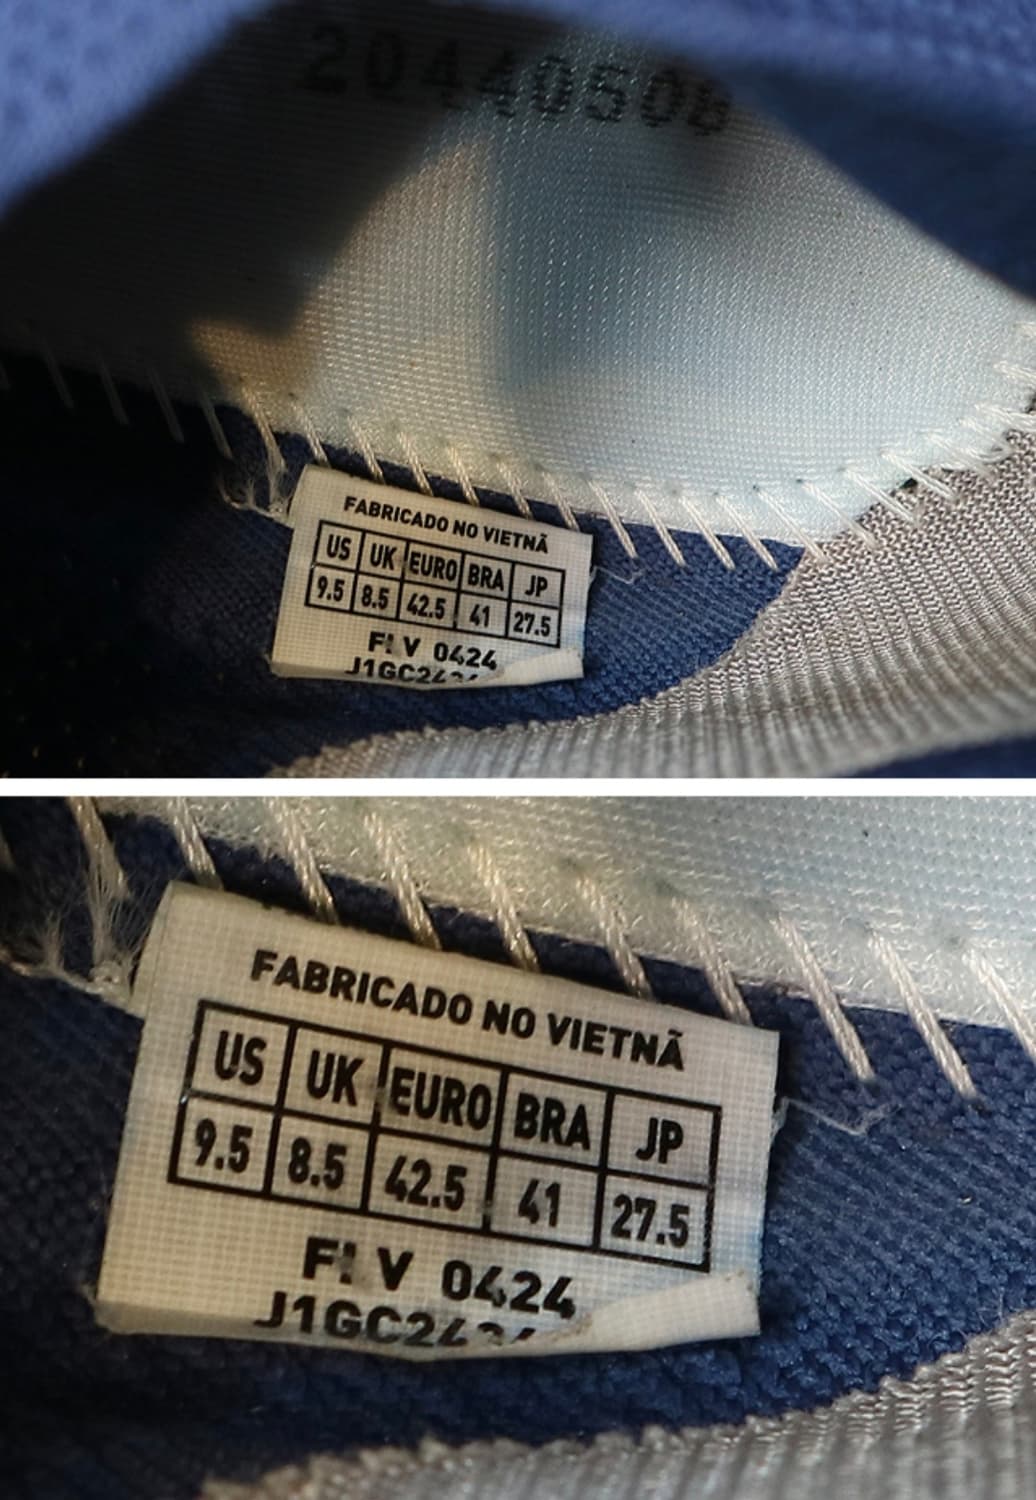 FABRICADO NO VIETNÃ
US UK EURO BRA JP
9.5 8.5 42.5 41 27.5
V 0424
FABRICADO NO VIETNÃ
US UK EURO BRA JP
9.5 8.5 42.5 41 27.5
V 0424